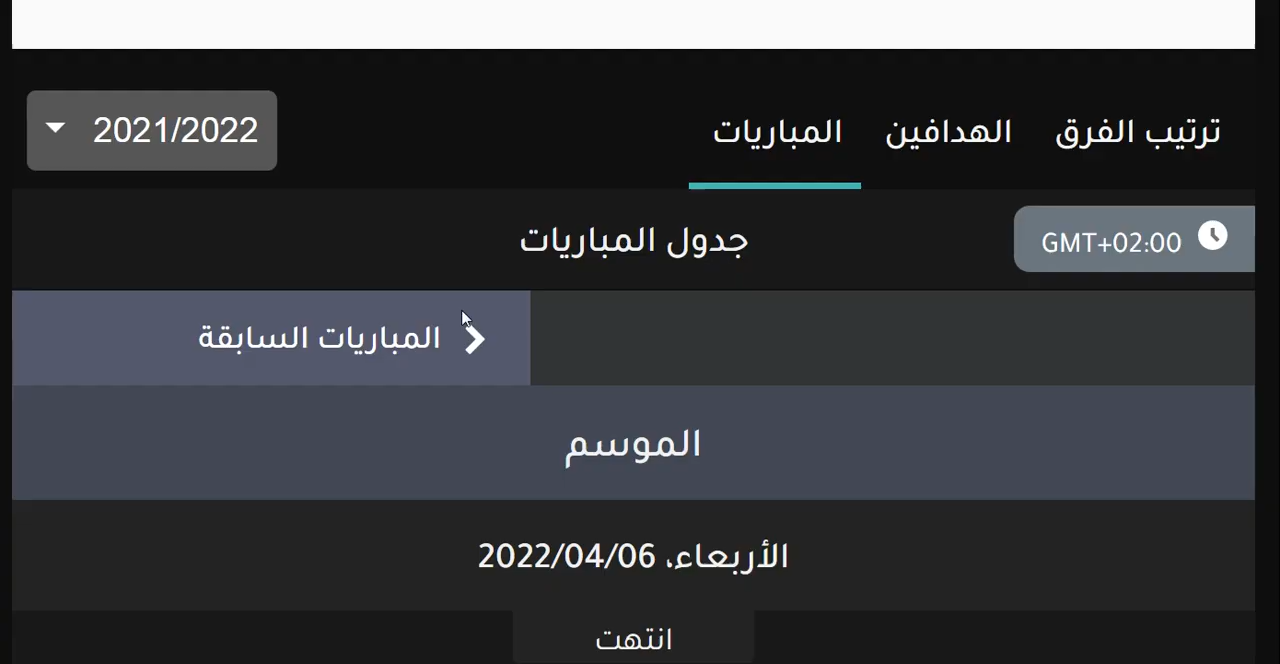 ترتيب الفرق الهدافين المباريات 2021/2022
GMT+02:00 جدول المباريات
المباريات السابقة
الموسم
الأربعاء، 2022/04/06
انتهت